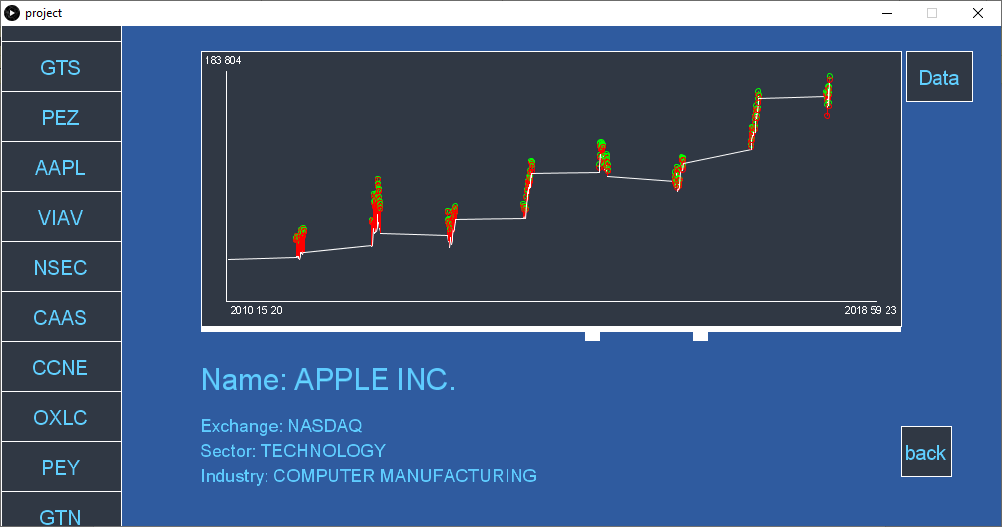 project
GTS
PEZ
AAPL
VIAV
NSEC
CAAS
CCNE
OXLC
PEY
GTN
183 804
2010 15 20
2018 59 23
Data
Name: APPLE INC.
Exchange: NASDAQ
Sector: TECHNOLOGY
Industry: COMPUTER MANUFACTURING
back